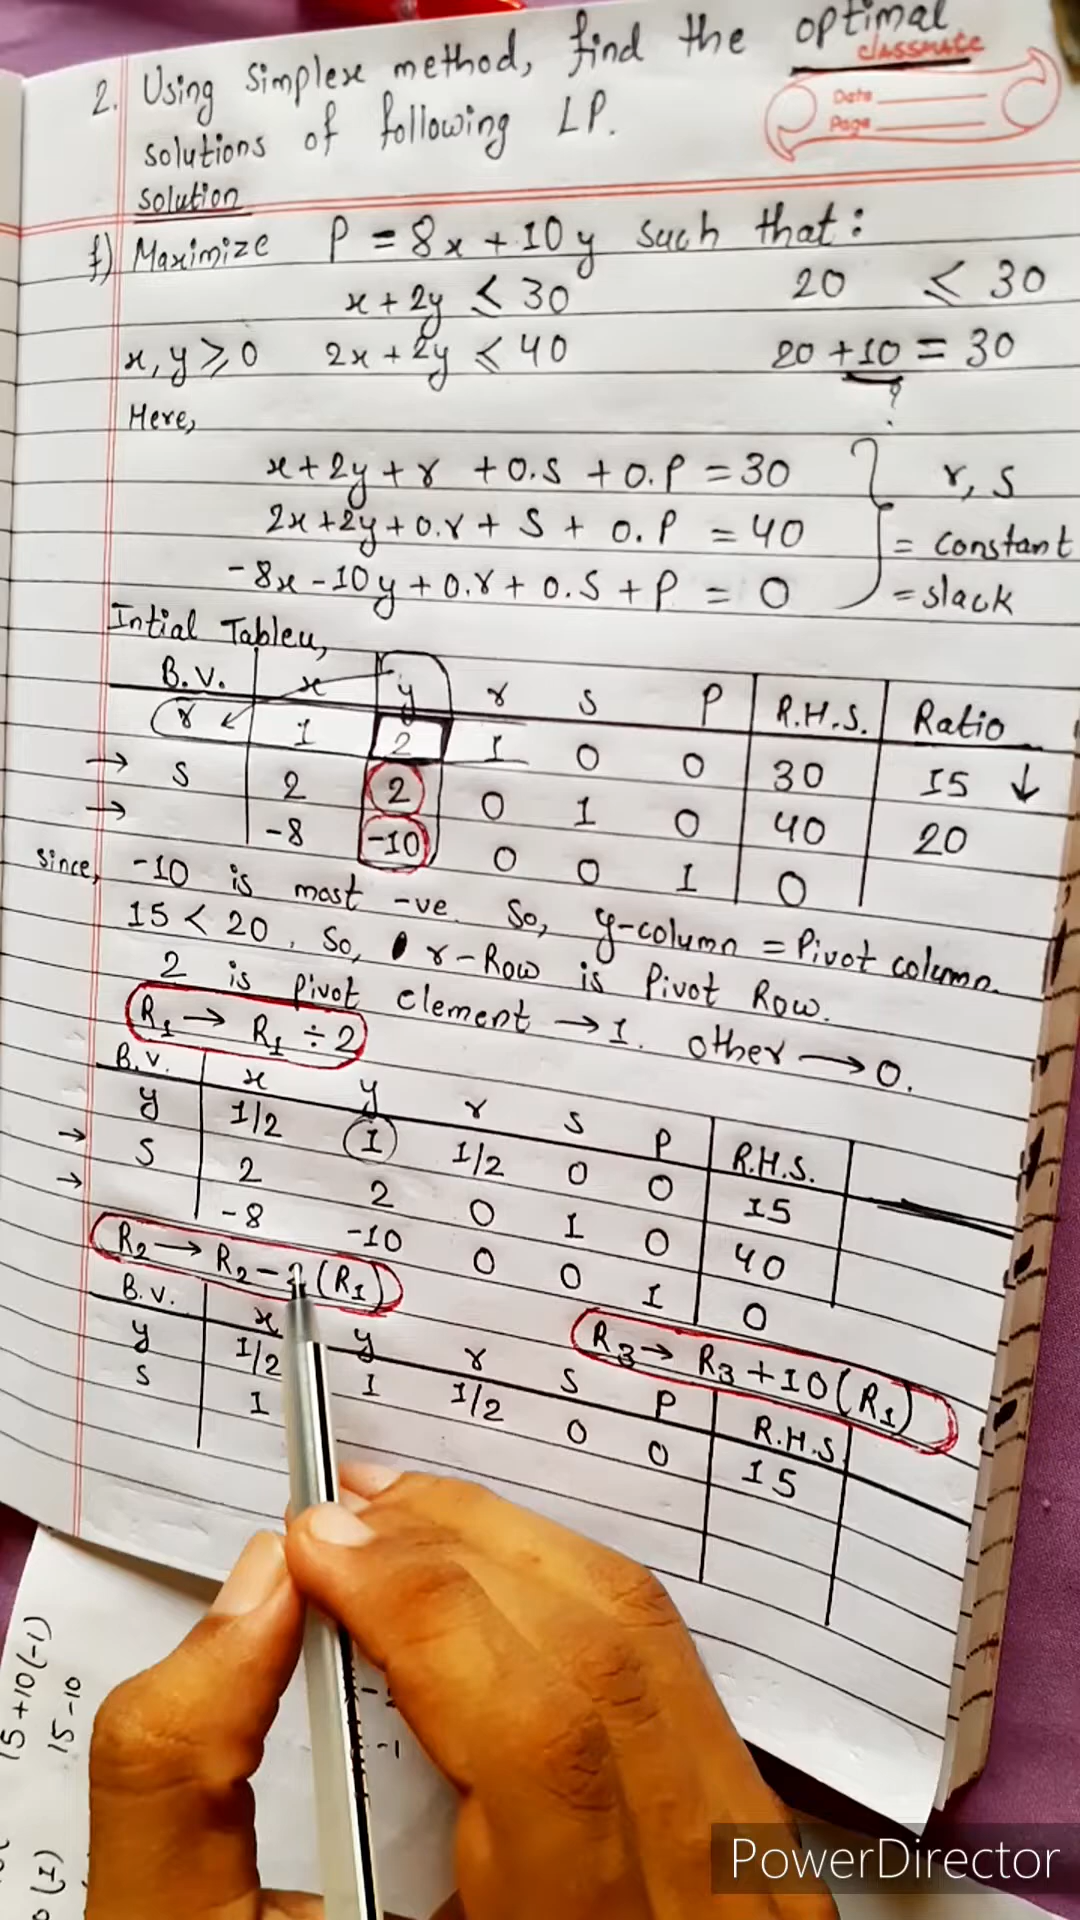 2. Using Simplex method, find the optimal
classmate
Date
Page
solutions of following LP.
solution
f) Maximize P = 8x + 10y such that:
x + 2y ≤ 30 20 ≤ 30
x, y ≥ 0 2x + 2y ≤ 40 20 + 10 = 30
?
Here,
x + 2y + r + 0.s + 0.P = 30 } r, s
2x + 2y + 0.r + s + 0.P = 40 = constant
-8x - 10y + 0.r + 0.s + P = 0 = slack
Intial Tableu,
B.V. x y r s P R.H.S. Ratio
r 1 2 1 0 0 30 15 ↓
→ s 2 2 0 1 0 40 20
→ -8 -10 0 0 1 0
since, -10 is most -ve. So, y-column = Pivot column.
15 < 20, So, r-Row is Pivot Row.
2 is pivot element → 1. other → 0.
R1 → R1 ÷ 2
B.V. x y r s P R.H.S.
y 1/2 1 1/2 0 0 15
→ s 2 2 0 1 0 40
→ -8 -10 0 0 1 0
R2 → R2 - (R1)
R3 → R3 + 10(R1)
B.V. x y r s P R.H.S.
y 1/2 1 1/2 0 0 15
s 1
15+10(-1)
15-10
(1)
-1
PowerDirector